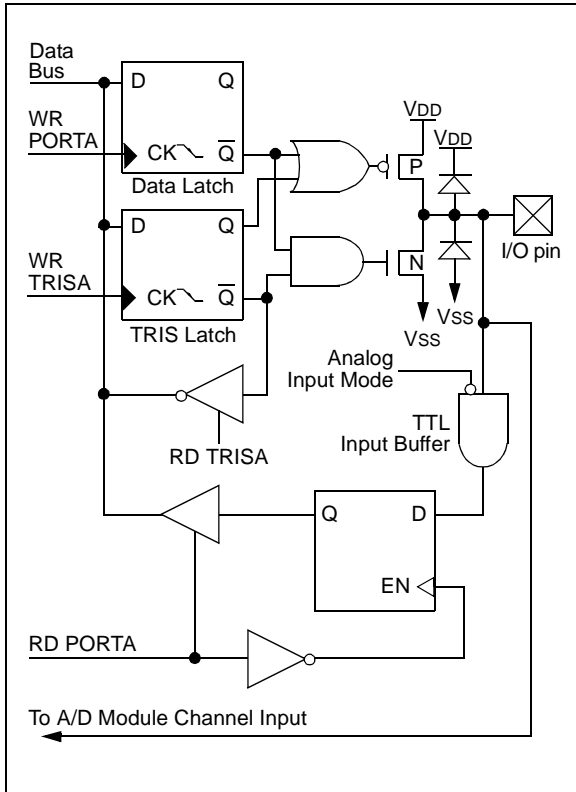 Data
Bus
D Q
VDD
WR
PORTA
VDD
CK Q̅
P
Data Latch
D Q
I/O pin
WR
TRISA
N
CK Q̅
VSS
VSS
TRIS Latch
Analog
Input Mode
TTL
Input Buffer
RD TRISA
Q D
EN
RD PORTA
To A/D Module Channel Input